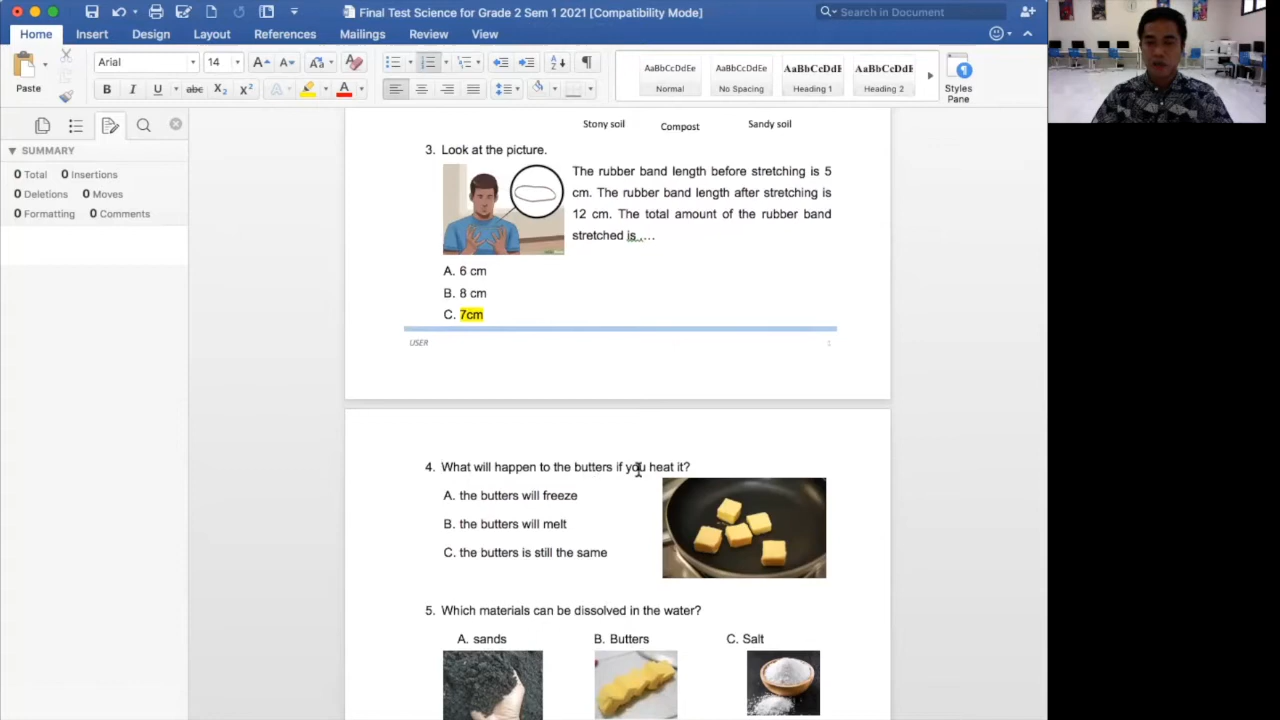 Final Test Science for Grade 2 Sem 1 2021 [Compatibility Mode]
Search in Document
Home Insert Design Layout References Mailings Review View
Paste
Arial 14
AaBbCcDdEe AaBbCcDdEe AaBbCcDdE AaBbCcDdE
Normal No Spacing Heading 1 Heading 2
Styles
Pane
SUMMARY
0 Total 0 Insertions
0 Deletions 0 Moves
0 Formatting 0 Comments
Stony soil Compost Sandy soil
3. Look at the picture.
The rubber band length before stretching is 5
cm. The rubber band length after stretching is
12 cm. The total amount of the rubber band
stretched is ....
A. 6 cm
B. 8 cm
C. 7cm
USER 1
4. What will happen to the butters if you heat it?
A. the butters will freeze
B. the butters will melt
C. the butters is still the same
5. Which materials can be dissolved in the water?
A. sands B. Butters C. Salt